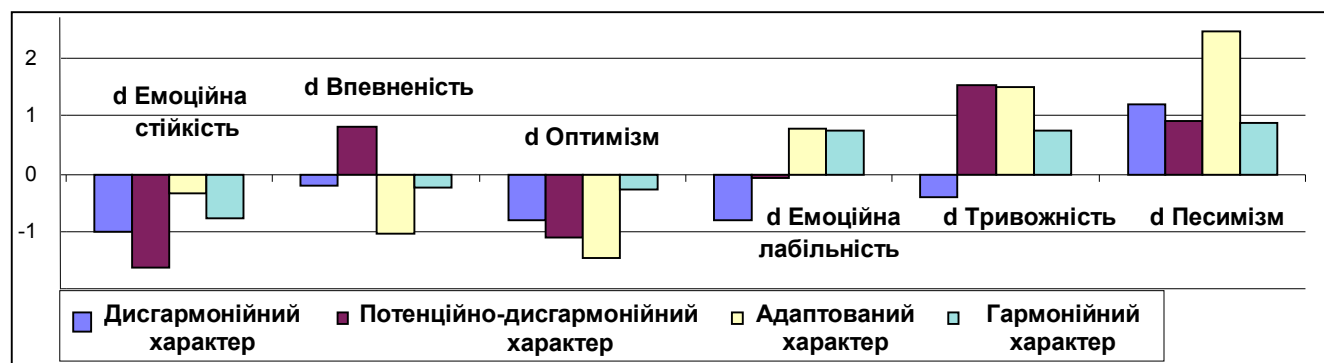 2
1
0
-1
d Емоційна
стійкість
d Впевненість
d Оптимізм
d Емоційна
лабільність
d Тривожність
d Песимізм
Дисгармонійний
характер
Потенційно-дисгармонійний
характер
Адаптований
характер
Гармонійний
характер